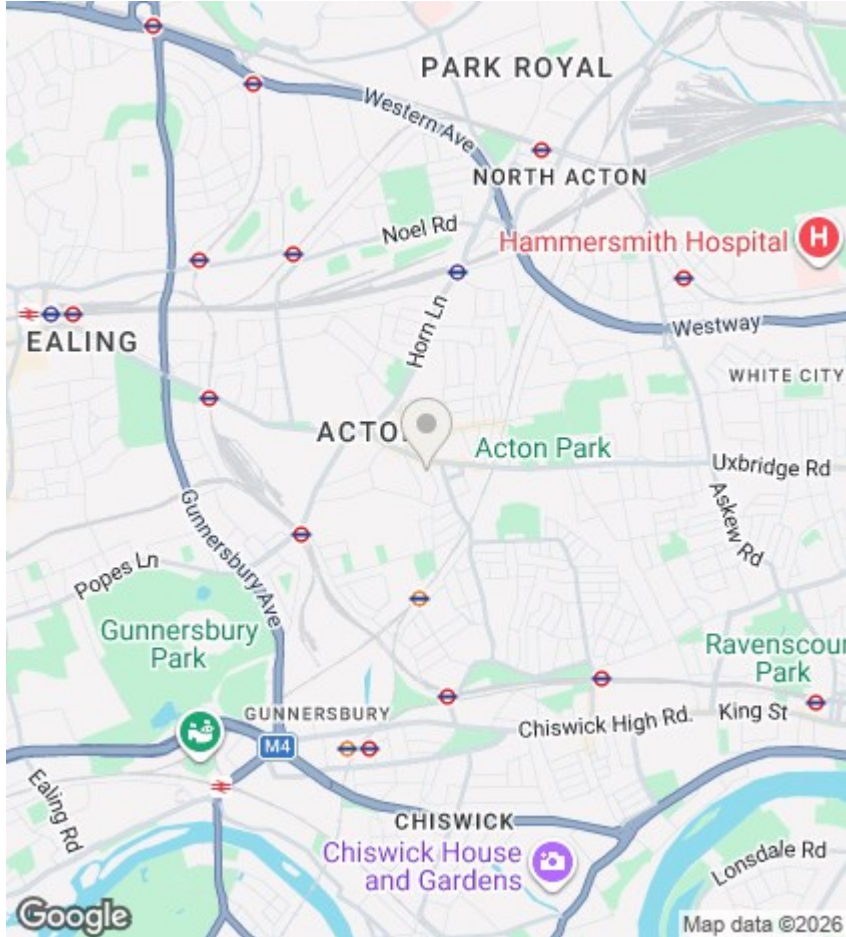 PARK ROYAL
Western Ave
NORTH ACTON
Noel Rd
Hammersmith Hospital
H
Horn Ln
Westway
EALING
WHITE CITY
ACTO
Acton Park
Uxbridge Rd
Askew Rd
Gunnersbury Ave
Popes Ln
Gunnersbury
Park
Ravenscour
Park
GUNNERSBURY
King St
Chiswick High Rd.
M4
Ealing Rd
CHISWICK
Chiswick House
and Gardens
Lonsdale Rd
Google
Map data ©2026